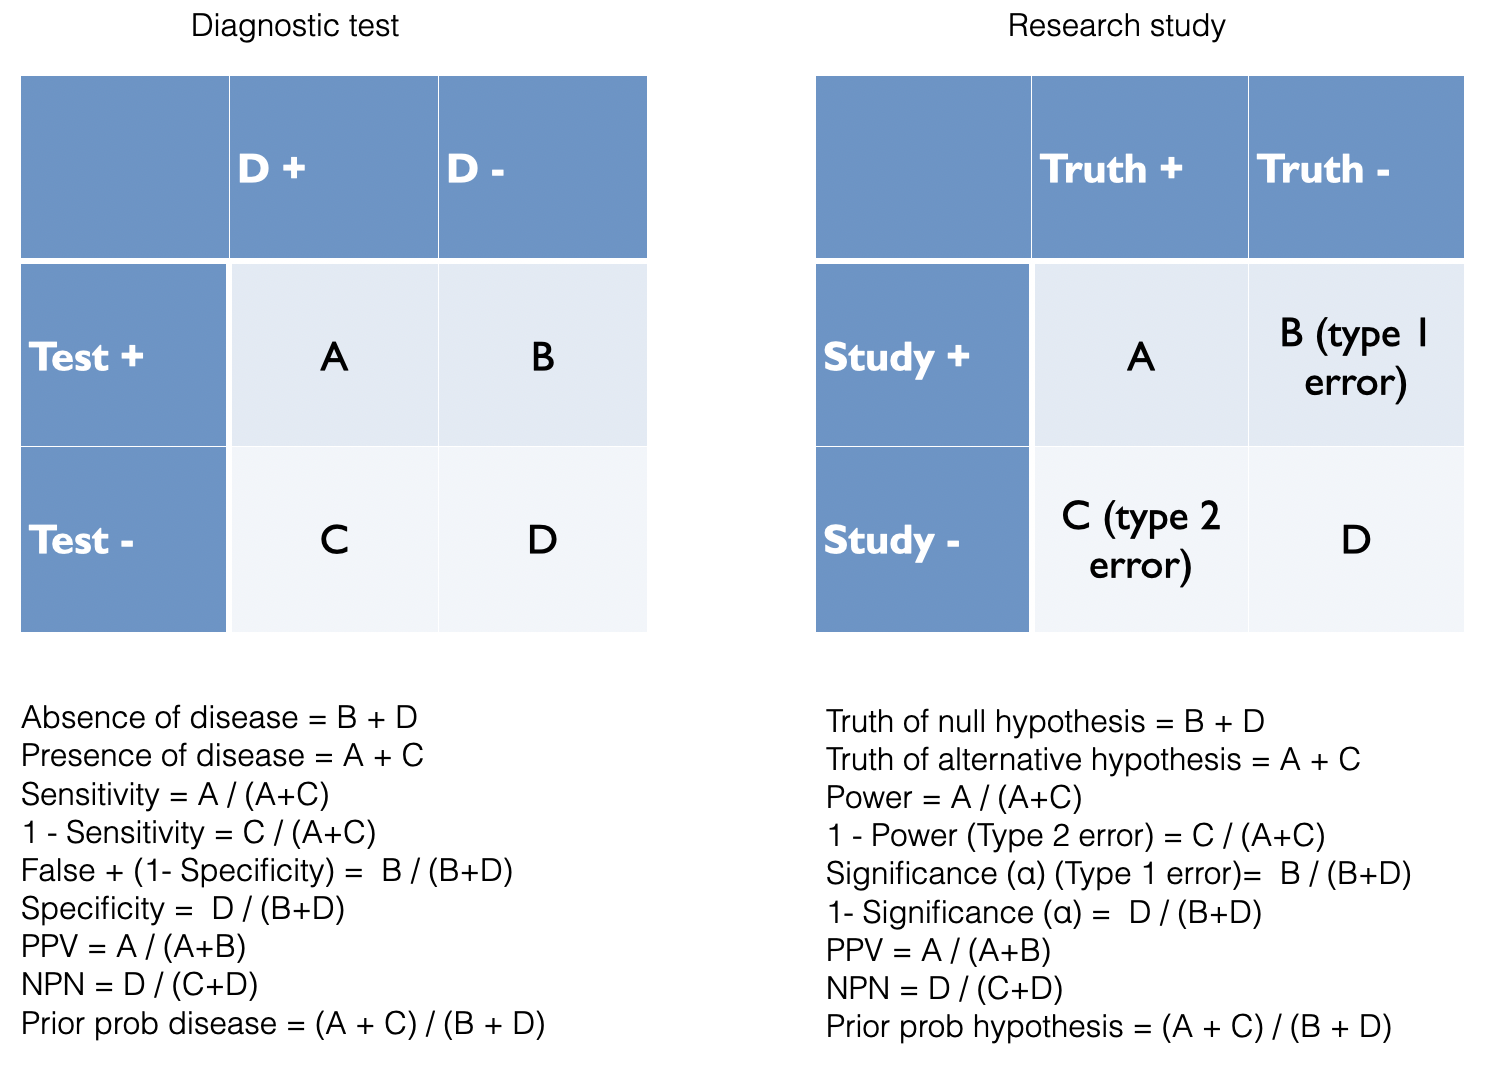 Diagnostic test
D +
D -
Test +
A
B
Test -
C
D
Absence of disease = B + D
Presence of disease = A + C
Sensitivity = A / (A+C)
1 - Sensitivity = C / (A+C)
False + (1- Specificity) =  B / (B+D)
Specificity =  D / (B+D)
PPV = A / (A+B)
NPN = D / (C+D)
Prior prob disease = (A + C) / (B + D)
Research study
Truth +
Truth -
Study +
A
B (type 1
error)
Study -
C (type 2
error)
D
Truth of null hypothesis = B + D
Truth of alternative hypothesis = A + C
Power = A / (A+C)
1 - Power (Type 2 error) = C / (A+C)
Significance (α) (Type 1 error)=  B / (B+D)
1- Significance (α) =  D / (B+D)
PPV = A / (A+B)
NPN = D / (C+D)
Prior prob hypothesis = (A + C) / (B + D)